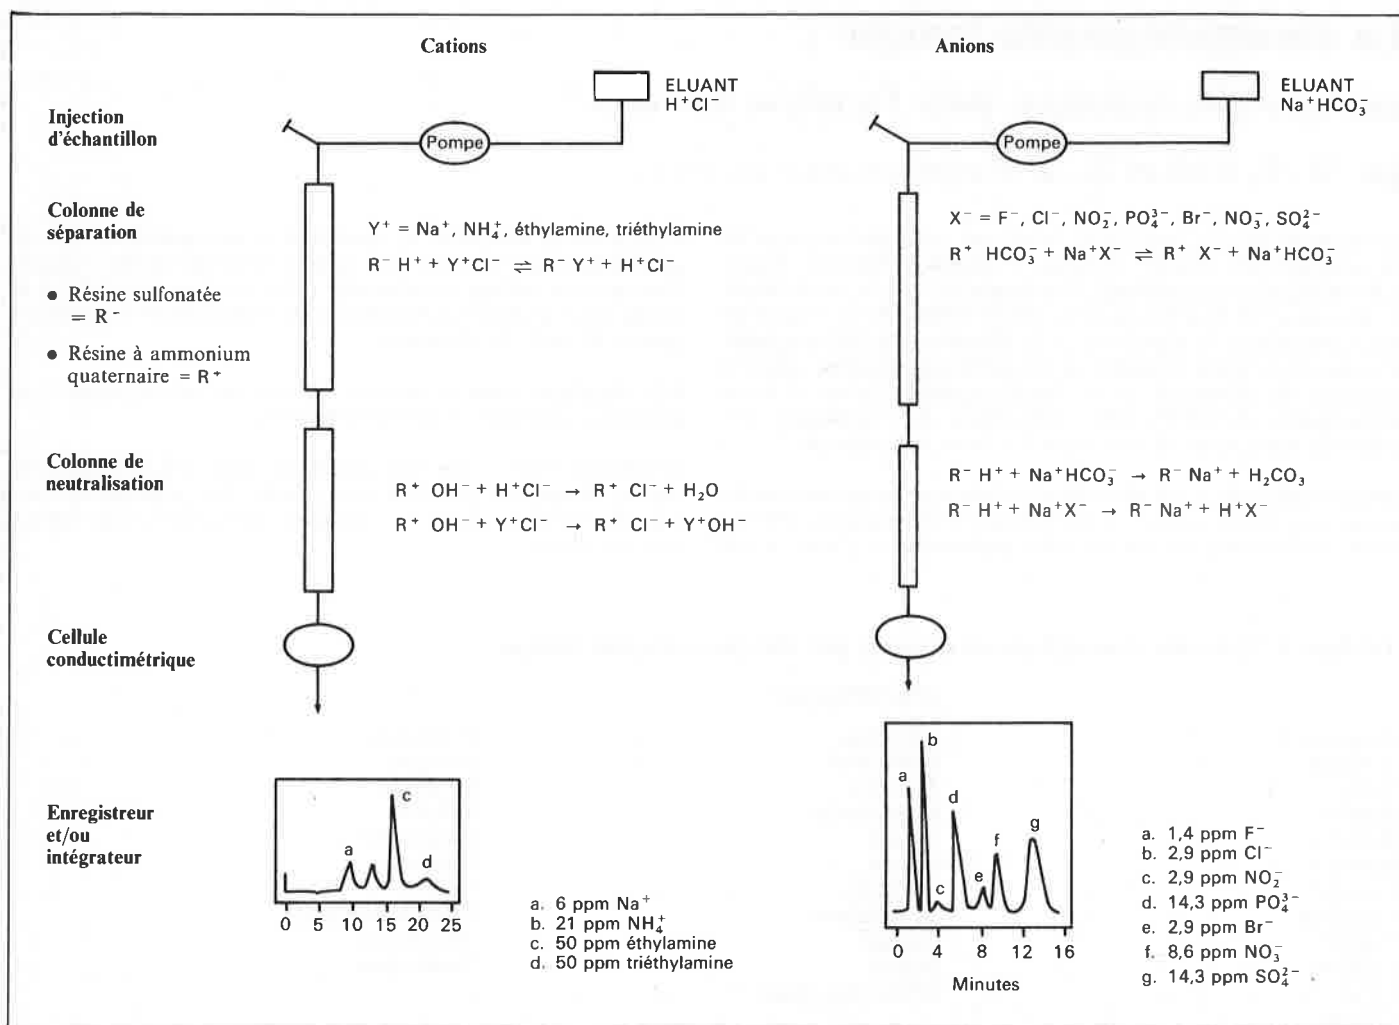 Cations
Anions
ELUANT
H⁺Cl⁻
ELUANT
Na⁺HCO₃⁻
Injection
d'échantillon
Pompe
Pompe
Colonne de
séparation
Y⁺ = Na⁺, NH₄⁺, éthylamine, triéthylamine
R⁻ H⁺ + Y⁺Cl⁻ ⇌ R⁻ Y⁺ + H⁺Cl⁻
X⁻ = F⁻, Cl⁻, NO₂⁻, PO₄³⁻, Br⁻, NO₃⁻, SO₄²⁻
R⁺ HCO₃⁻ + Na⁺X⁻ ⇌ R⁺ X⁻ + Na⁺HCO₃⁻
● Résine sulfonatée
= R⁻
● Résine à ammonium
quaternaire = R⁺
Colonne de
neutralisation
R⁺ OH⁻ + H⁺Cl⁻ → R⁺ Cl⁻ + H₂O
R⁺ OH⁻ + Y⁺Cl⁻ → R⁺ Cl⁻ + Y⁺OH⁻
R⁻ H⁺ + Na⁺HCO₃⁻ → R⁻ Na⁺ + H₂CO₃
R⁻ H⁺ + Na⁺X⁻ → R⁻ Na⁺ + H⁺X⁻
Cellule
conductimétrique
Enregistreur
et/ou
intégrateur
a
c
d
0 5 10 15 20 25
a. 6 ppm Na⁺
b. 21 ppm NH₄⁺
c. 50 ppm éthylamine
d. 50 ppm triéthylamine
a
b
c
d
e
f
g
0 4 8 12 16
Minutes
a. 1,4 ppm F⁻
b. 2,9 ppm Cl⁻
c. 2,9 ppm NO₂⁻
d. 14,3 ppm PO₄³⁻
e. 2,9 ppm Br⁻
f. 8,6 ppm NO₃⁻
g. 14,3 ppm SO₄²⁻